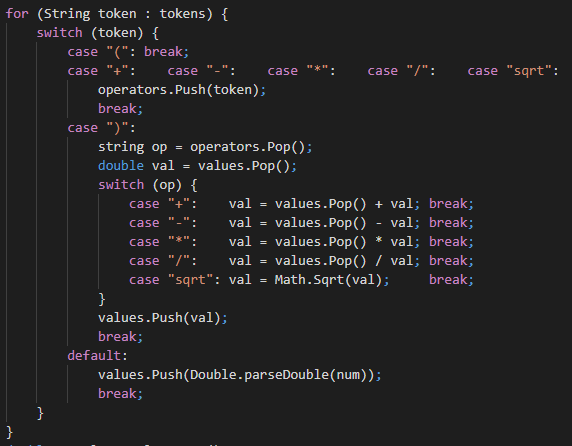 for (String token : tokens) {
    switch (token) {
        case "(": break;
        case "+":    case "-":    case "*":    case "/":    case "sqrt":
            operators.Push(token);
            break;
        case ")":
            string op = operators.Pop();
            double val = values.Pop();
            switch (op) {
                case "+":    val = values.Pop() + val; break;
                case "-":    val = values.Pop() - val; break;
                case "*":    val = values.Pop() * val; break;
                case "/":    val = values.Pop() / val; break;
                case "sqrt": val = Math.Sqrt(val);     break;
            }
            values.Push(val);
            break;
        default:
            values.Push(Double.parseDouble(num));
            break;
    }
}